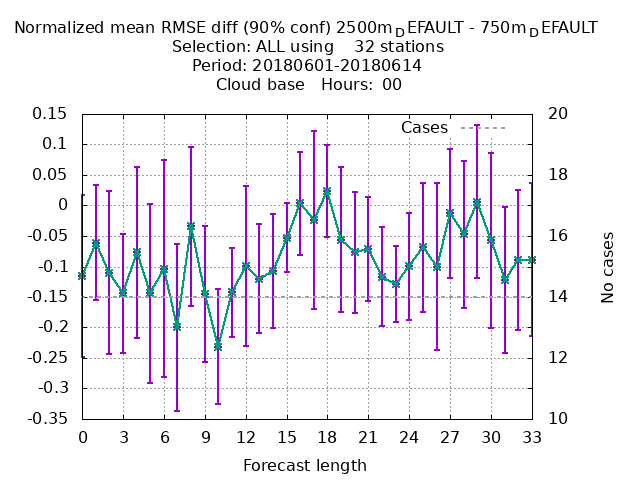 Normalized mean RMSE diff (90% conf) 2500m_DEFAULT - 750m_DEFAULT
Selection: ALL using 32 stations
Period: 20180601-20180614
Cloud base Hours: 00
Cases
0.15
0.1
0.05
0
-0.05
-0.1
-0.15
-0.2
-0.25
-0.3
-0.35
20
18
16
14
12
10
No cases
0 3 6 9 12 15 18 21 24 27 30 33
Forecast length